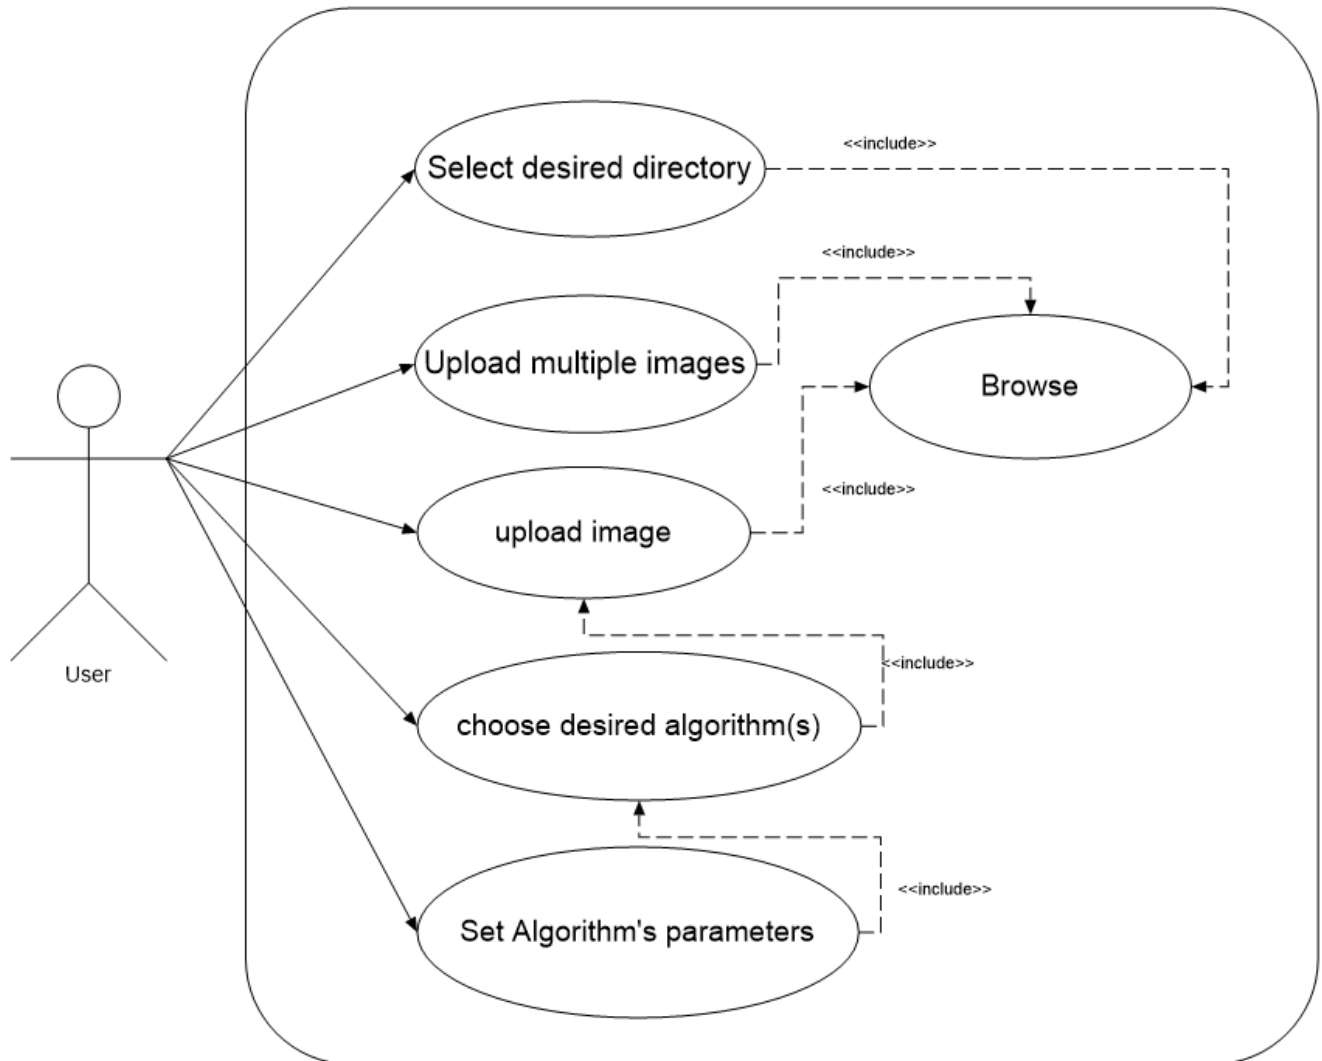 Select desired directory
<<include>>
<<include>>
Upload multiple images
Browse
upload image
<<include>>
User
<<include>>
choose desired algorithm(s)
<<include>>
Set Algorithm's parameters